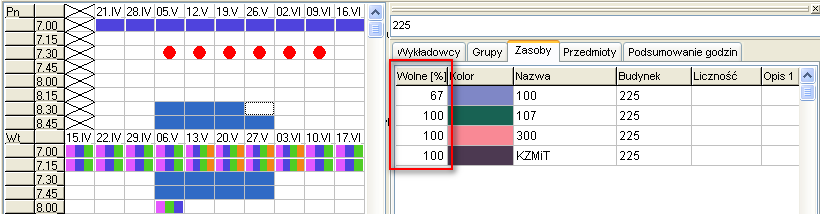 Pn_ 21.IV 28.IV 05.V 12.V 19.V 26.V 02.VI 09.VI 16.VI
7.00
7.15
7.30
7.45
8.00
8.15
8.30
8.45
Wt_ 15.IV 22.IV 29.IV 06.V 13.V 20.V 27.V 03.VI 10.VI 17.VI
7.00
7.15
7.30
7.45
8.00
225
Wykładowcy Grupy Zasoby Przedmioty Podsumowanie godzin
Wolne [%] Kolor Nazwa Budynek Liczność Opis 1
67 100 225
100 107 225
100 300 225
100 KZMiT 225